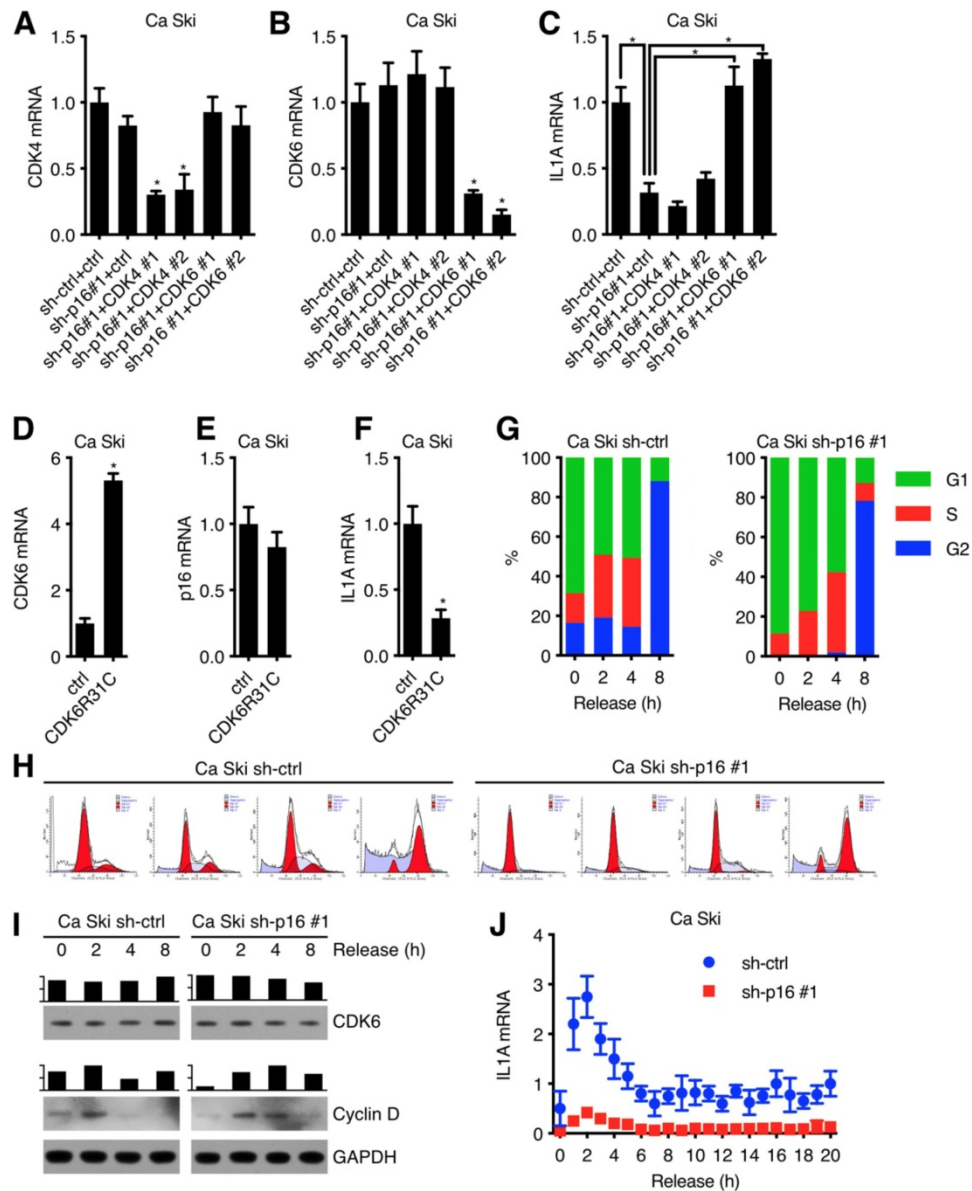 A
Ca Ski
CDK4 mRNA
1.5
1.0
0.5
0.0
*
*
sh-ctrl+ctrl
sh-p16#1+ctrl
sh-p16#1+CDK4 #1
sh-p16#1+CDK4 #2
sh-p16#1+CDK6 #1
sh-p16 #1+CDK6 #2
B
Ca Ski
CDK6 mRNA
1.5
1.0
0.5
0.0
*
*
sh-ctrl+ctrl
sh-p16#1+ctrl
sh-p16#1+CDK4 #1
sh-p16#1+CDK4 #2
sh-p16#1+CDK6 #1
sh-p16 #1+CDK6 #2
C
Ca Ski
IL1A mRNA
1.5
1.0
0.5
0.0
*
*
*
sh-ctrl+ctrl
sh-p16#1+ctrl
sh-p16#1+CDK4 #1
sh-p16#1+CDK4 #2
sh-p16#1+CDK6 #1
sh-p16 #1+CDK6 #2
D
Ca Ski
CDK6 mRNA
6
4
2
0
*
ctrl
CDK6R31C
E
Ca Ski
p16 mRNA
1.5
1.0
0.5
0.0
ctrl
CDK6R31C
F
Ca Ski
IL1A mRNA
1.5
1.0
0.5
0.0
*
ctrl
CDK6R31C
G
Ca Ski sh-ctrl
%
100
80
60
40
20
0
0 2 4 8
Release (h)
Ca Ski sh-p16 #1
%
100
80
60
40
20
0
0 2 4 8
Release (h)
G1
S
G2
H
Ca Ski sh-ctrl
Ca Ski sh-p16 #1
I
Ca Ski sh-ctrl Ca Ski sh-p16 #1
0 2 4 8 0 2 4 8 Release (h)
CDK6
Cyclin D
GAPDH
J
Ca Ski
IL1A mRNA
4
3
2
1
0
sh-ctrl
sh-p16 #1
0 2 4 6 8 10 12 14 16 18 20
Release (h)